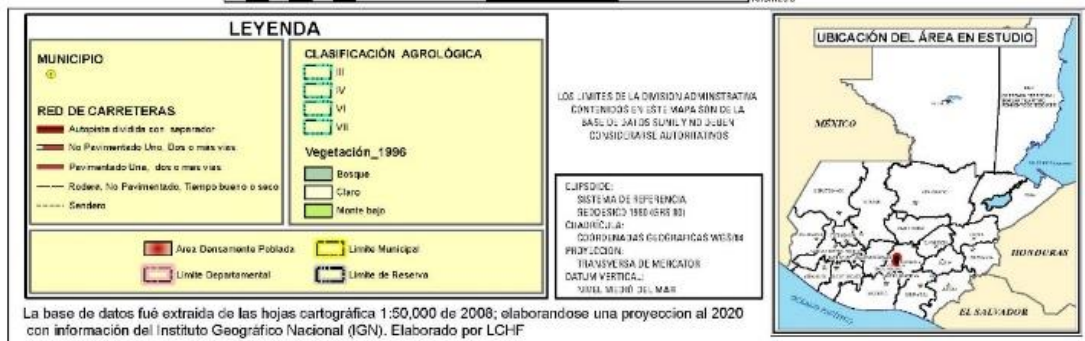 LEYENDA
MUNICIPIO
RED DE CARRETERAS
Autopista dividida con separador
No Pavimentado Uno, Dos o mas vias
Pavimentado Una, dos o mas vias
Rodera, No Pavimentado, Tiempo bueno o seco
Sendero
CLASIFICACIÓN AGROLÓGICA
III
IV
VI
VII
Vegetación_1996
Bosque
Claro
Monte bajo
Area Densamente Poblada
Limite Municipal
Limite Departamental
Limite de Reserva
LOS LIMITES DE LA DIVISION ADMINSTRATIVA
CONTENIDOS EN ESTE MAPA SON DE LA
BASE DE DATOS SUNIL Y NO DEBEN
CONSIDERARSE AUTORITATIVOS
ELIPSOIDE:
SISTEMA DE REFERENCIA
GEODESICO 1980 (GRS 80)
CUADRÍCULA:
COORDENADAS GEOGRAFICAS WGS/84
PROYECCION:
TRANSVERSA DE MERCATOR
DATUM VERTICAL:
NIVEL MEDIO DEL MAR
UBICACIÓN DEL ÁREA EN ESTUDIO
MÉXICO
HONDURAS
EL SALVADOR
OCÉANO PACÍFICO
La base de datos fué extraida de las hojas cartográfica 1:50,000 de 2008; elaborandose una proyeccion al 2020
con información del Instituto Geográfico Nacional (IGN). Elaborado por LCHF